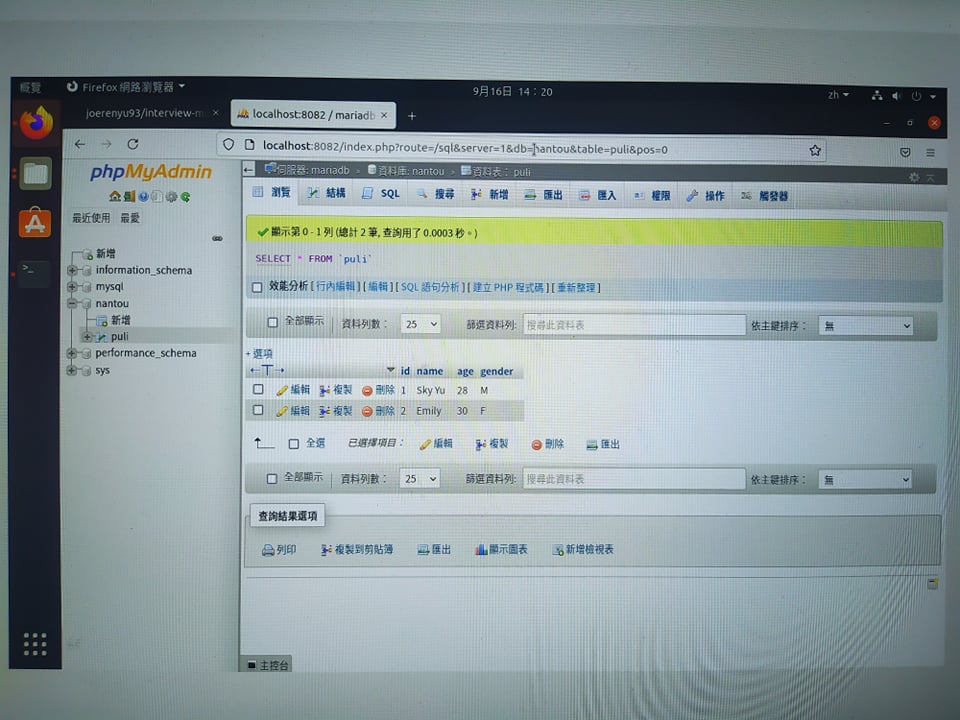 概覽 Firefox 網路瀏覽器 9月16日 14：20 zh
joerenyu93/interview-m × localhost:8082 / mariadb × +
localhost:8082/index.php?route=/sql&server=1&db=nantou&table=puli&pos=0
phpMyAdmin
最近使用 最愛
新增
information_schema
mysql
nantou
新增
puli
performance_schema
sys
伺服器: mariadb » 資料庫: nantou » 資料表： puli
瀏覽 結構 SQL 搜尋 新增 匯出 匯入 權限 操作 觸發器
顯示第 0 - 1 列 (總計 2 筆, 查詢用了 0.0003 秒。)
SELECT * FROM `puli`
效能分析 [ 行內編輯 ] [ 編輯 ] [ SQL 語句分析 ] [ 建立 PHP 程式碼 ] [ 重新整理 ]
全部顯示 資料列數： 25 篩選資料列: 搜尋此資料表 依主鍵排序： 無
+ 選項
←T→ id name age gender
編輯 複製 刪除 1 Sky Yu 28 M
編輯 複製 刪除 2 Emily 30 F
全選 已選擇項目： 編輯 複製 刪除 匯出
全部顯示 資料列數： 25 篩選資料列: 搜尋此資料表 依主鍵排序： 無
查詢結果選項
列印 複製到剪貼簿 匯出 顯示圖表 新增檢視表
主控台